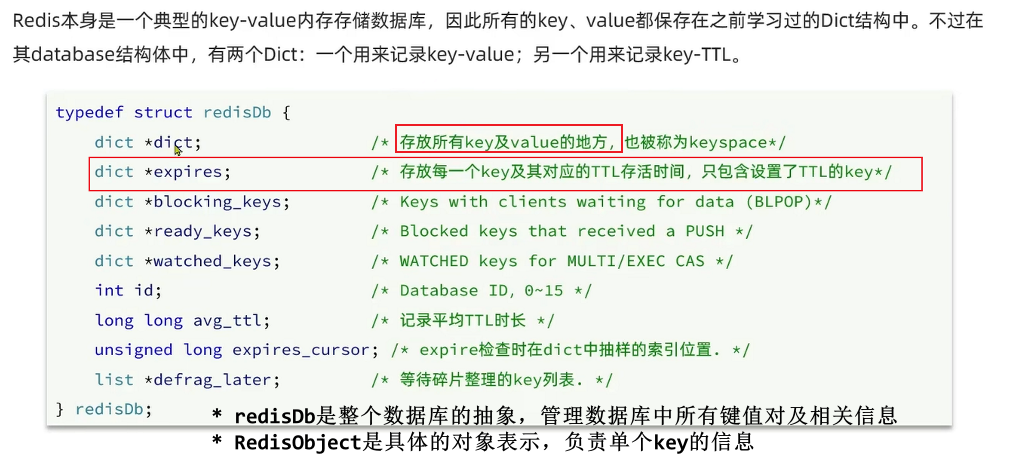 Redis本身是一个典型的key-value内存存储数据库，因此所有的key、value都保存在之前学习过的Dict结构中。不过在
其database结构体中，有两个Dict：一个用来记录key-value；另一个用来记录key-TTL。
typedef struct redisDb {
dict *dict; /* 存放所有key及value的地方，也被称为keyspace*/
dict *expires; /* 存放每一个key及其对应的TTL存活时间，只包含设置了TTL的key*/
dict *blocking_keys; /* Keys with clients waiting for data (BLPOP)*/
dict *ready_keys; /* Blocked keys that received a PUSH */
dict *watched_keys; /* WATCHED keys for MULTI/EXEC CAS */
int id; /* Database ID，0~15 */
long long avg_ttl; /* 记录平均TTL时长 */
unsigned long expires_cursor; /* expire检查时在dict中抽样的索引位置. */
list *defrag_later; /* 等待碎片整理的key列表. */
} redisDb;
* redisDb是整个数据库的抽象，管理数据库中所有键值对及相关信息
* RedisObject是具体的对象表示，负责单个key的信息